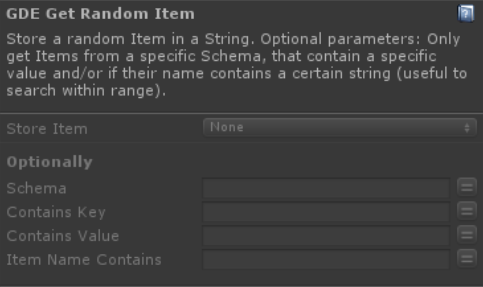 GDE Get Random Item
Store a random Item in a String. Optional parameters: Only
get Items from a specific Schema, that contain a specific
value and/or if their name contains a certain string (useful to
search within range).
Store Item None
Optionally
Schema
Contains Key
Contains Value
Item Name Contains